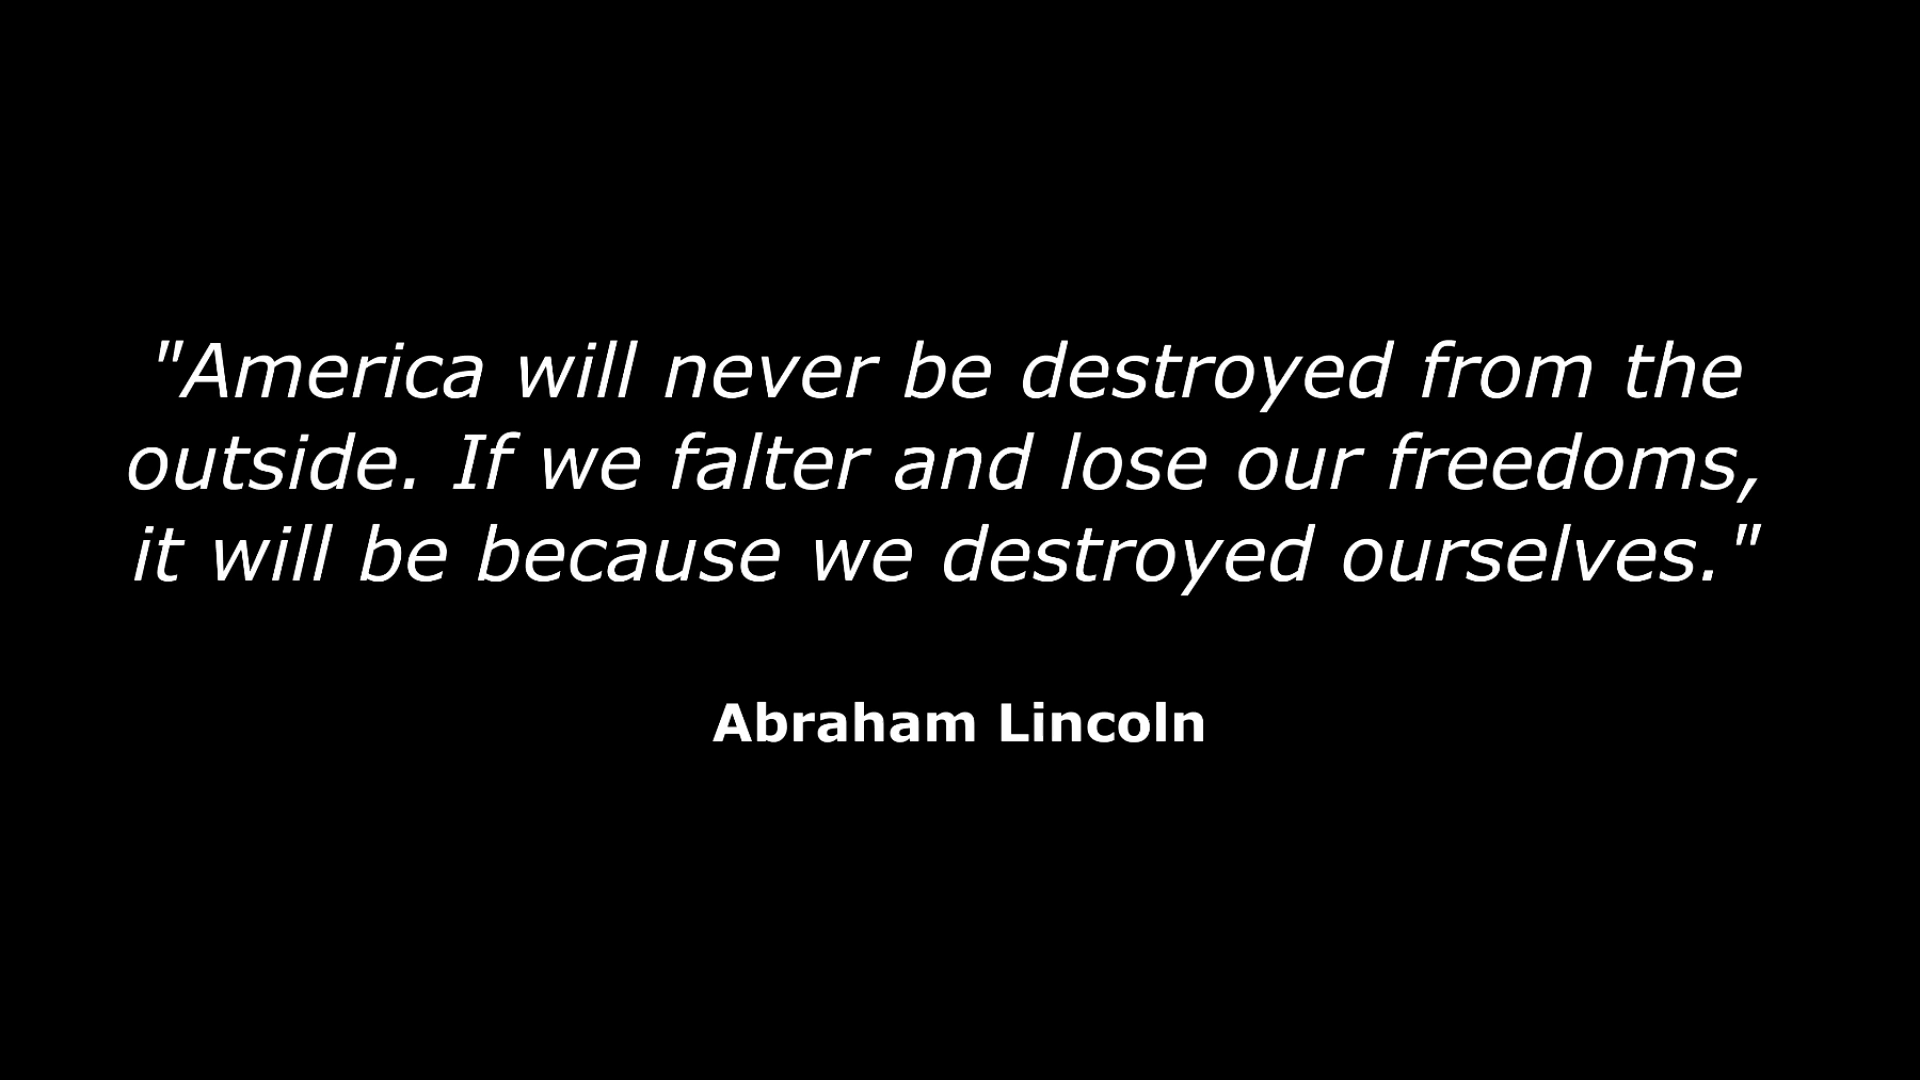 "America will never be destroyed from the
outside. If we falter and lose our freedoms,
it will be because we destroyed ourselves."
Abraham Lincoln